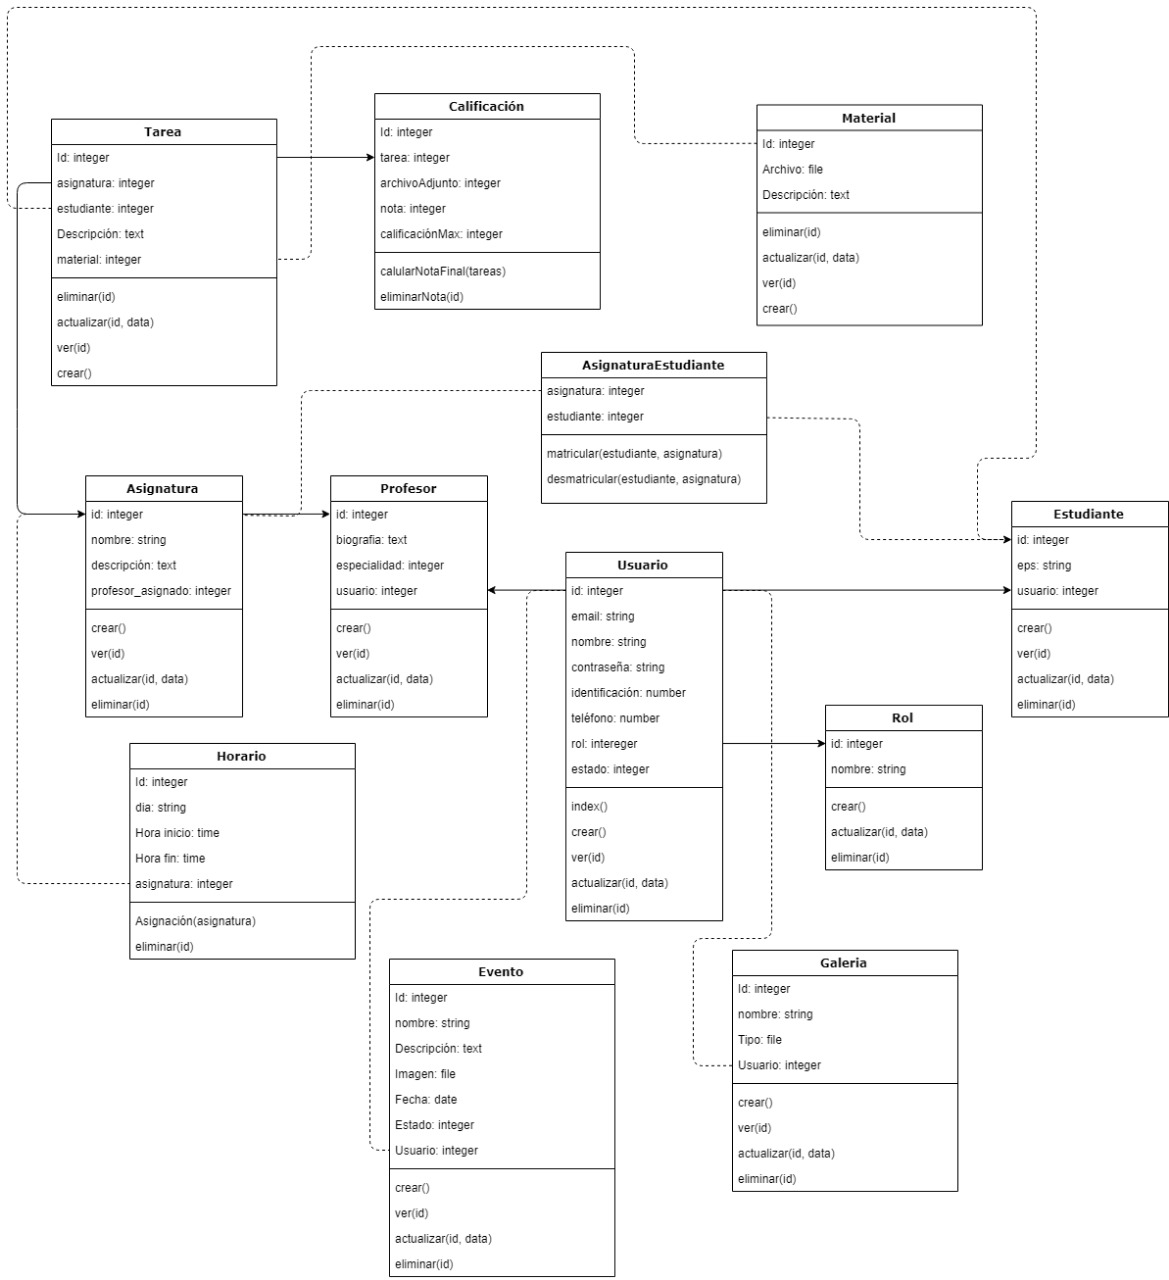 Tarea
Id: integer
asignatura: integer
estudiante: integer
Descripción: text
material: integer
eliminar(id)
actualizar(id, data)
ver(id)
crear()
Calificación
Id: integer
tarea: integer
archivoAdjunto: integer
nota: integer
calificaciónMax: integer
calularNotaFinal(tareas)
eliminarNota(id)
Material
Id: integer
Archivo: file
Descripción: text
eliminar(id)
actualizar(id, data)
ver(id)
crear()
AsignaturaEstudiante
asignatura: integer
estudiante: integer
matricular(estudiante, asignatura)
desmatricular(estudiante, asignatura)
Asignatura
id: integer
nombre: string
descripción: text
profesor_asignado: integer
crear()
ver(id)
actualizar(id, data)
eliminar(id)
Profesor
id: integer
biografia: text
especialidad: integer
usuario: integer
crear()
ver(id)
actualizar(id, data)
eliminar(id)
Usuario
id: integer
email: string
nombre: string
contraseña: string
identificación: number
teléfono: number
rol: intereger
estado: integer
index()
crear()
ver(id)
actualizar(id, data)
eliminar(id)
Estudiante
id: integer
eps: string
usuario: integer
crear()
ver(id)
actualizar(id, data)
eliminar(id)
Rol
id: integer
nombre: string
crear()
actualizar(id, data)
eliminar(id)
Horario
Id: integer
dia: string
Hora inicio: time
Hora fin: time
asignatura: integer
Asignación(asignatura)
eliminar(id)
Evento
Id: integer
nombre: string
Descripción: text
Imagen: file
Fecha: date
Estado: integer
Usuario: integer
crear()
ver(id)
actualizar(id, data)
eliminar(id)
Galeria
Id: integer
nombre: string
Tipo: file
Usuario: integer
crear()
ver(id)
actualizar(id, data)
eliminar(id)